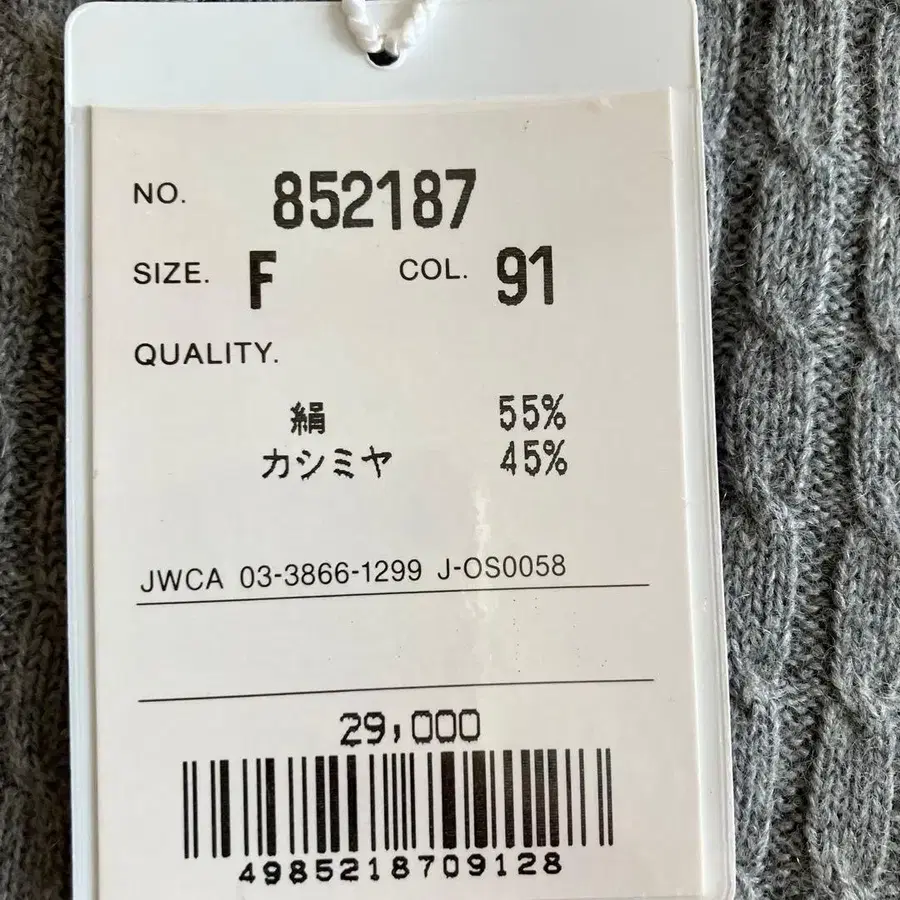 NO. 852187
SIZE. F COL. 91
QUALITY.
絹 55%
カシミヤ 45%
JWCA 03-3866-1299 J-OS0058
29,000
4985218709128